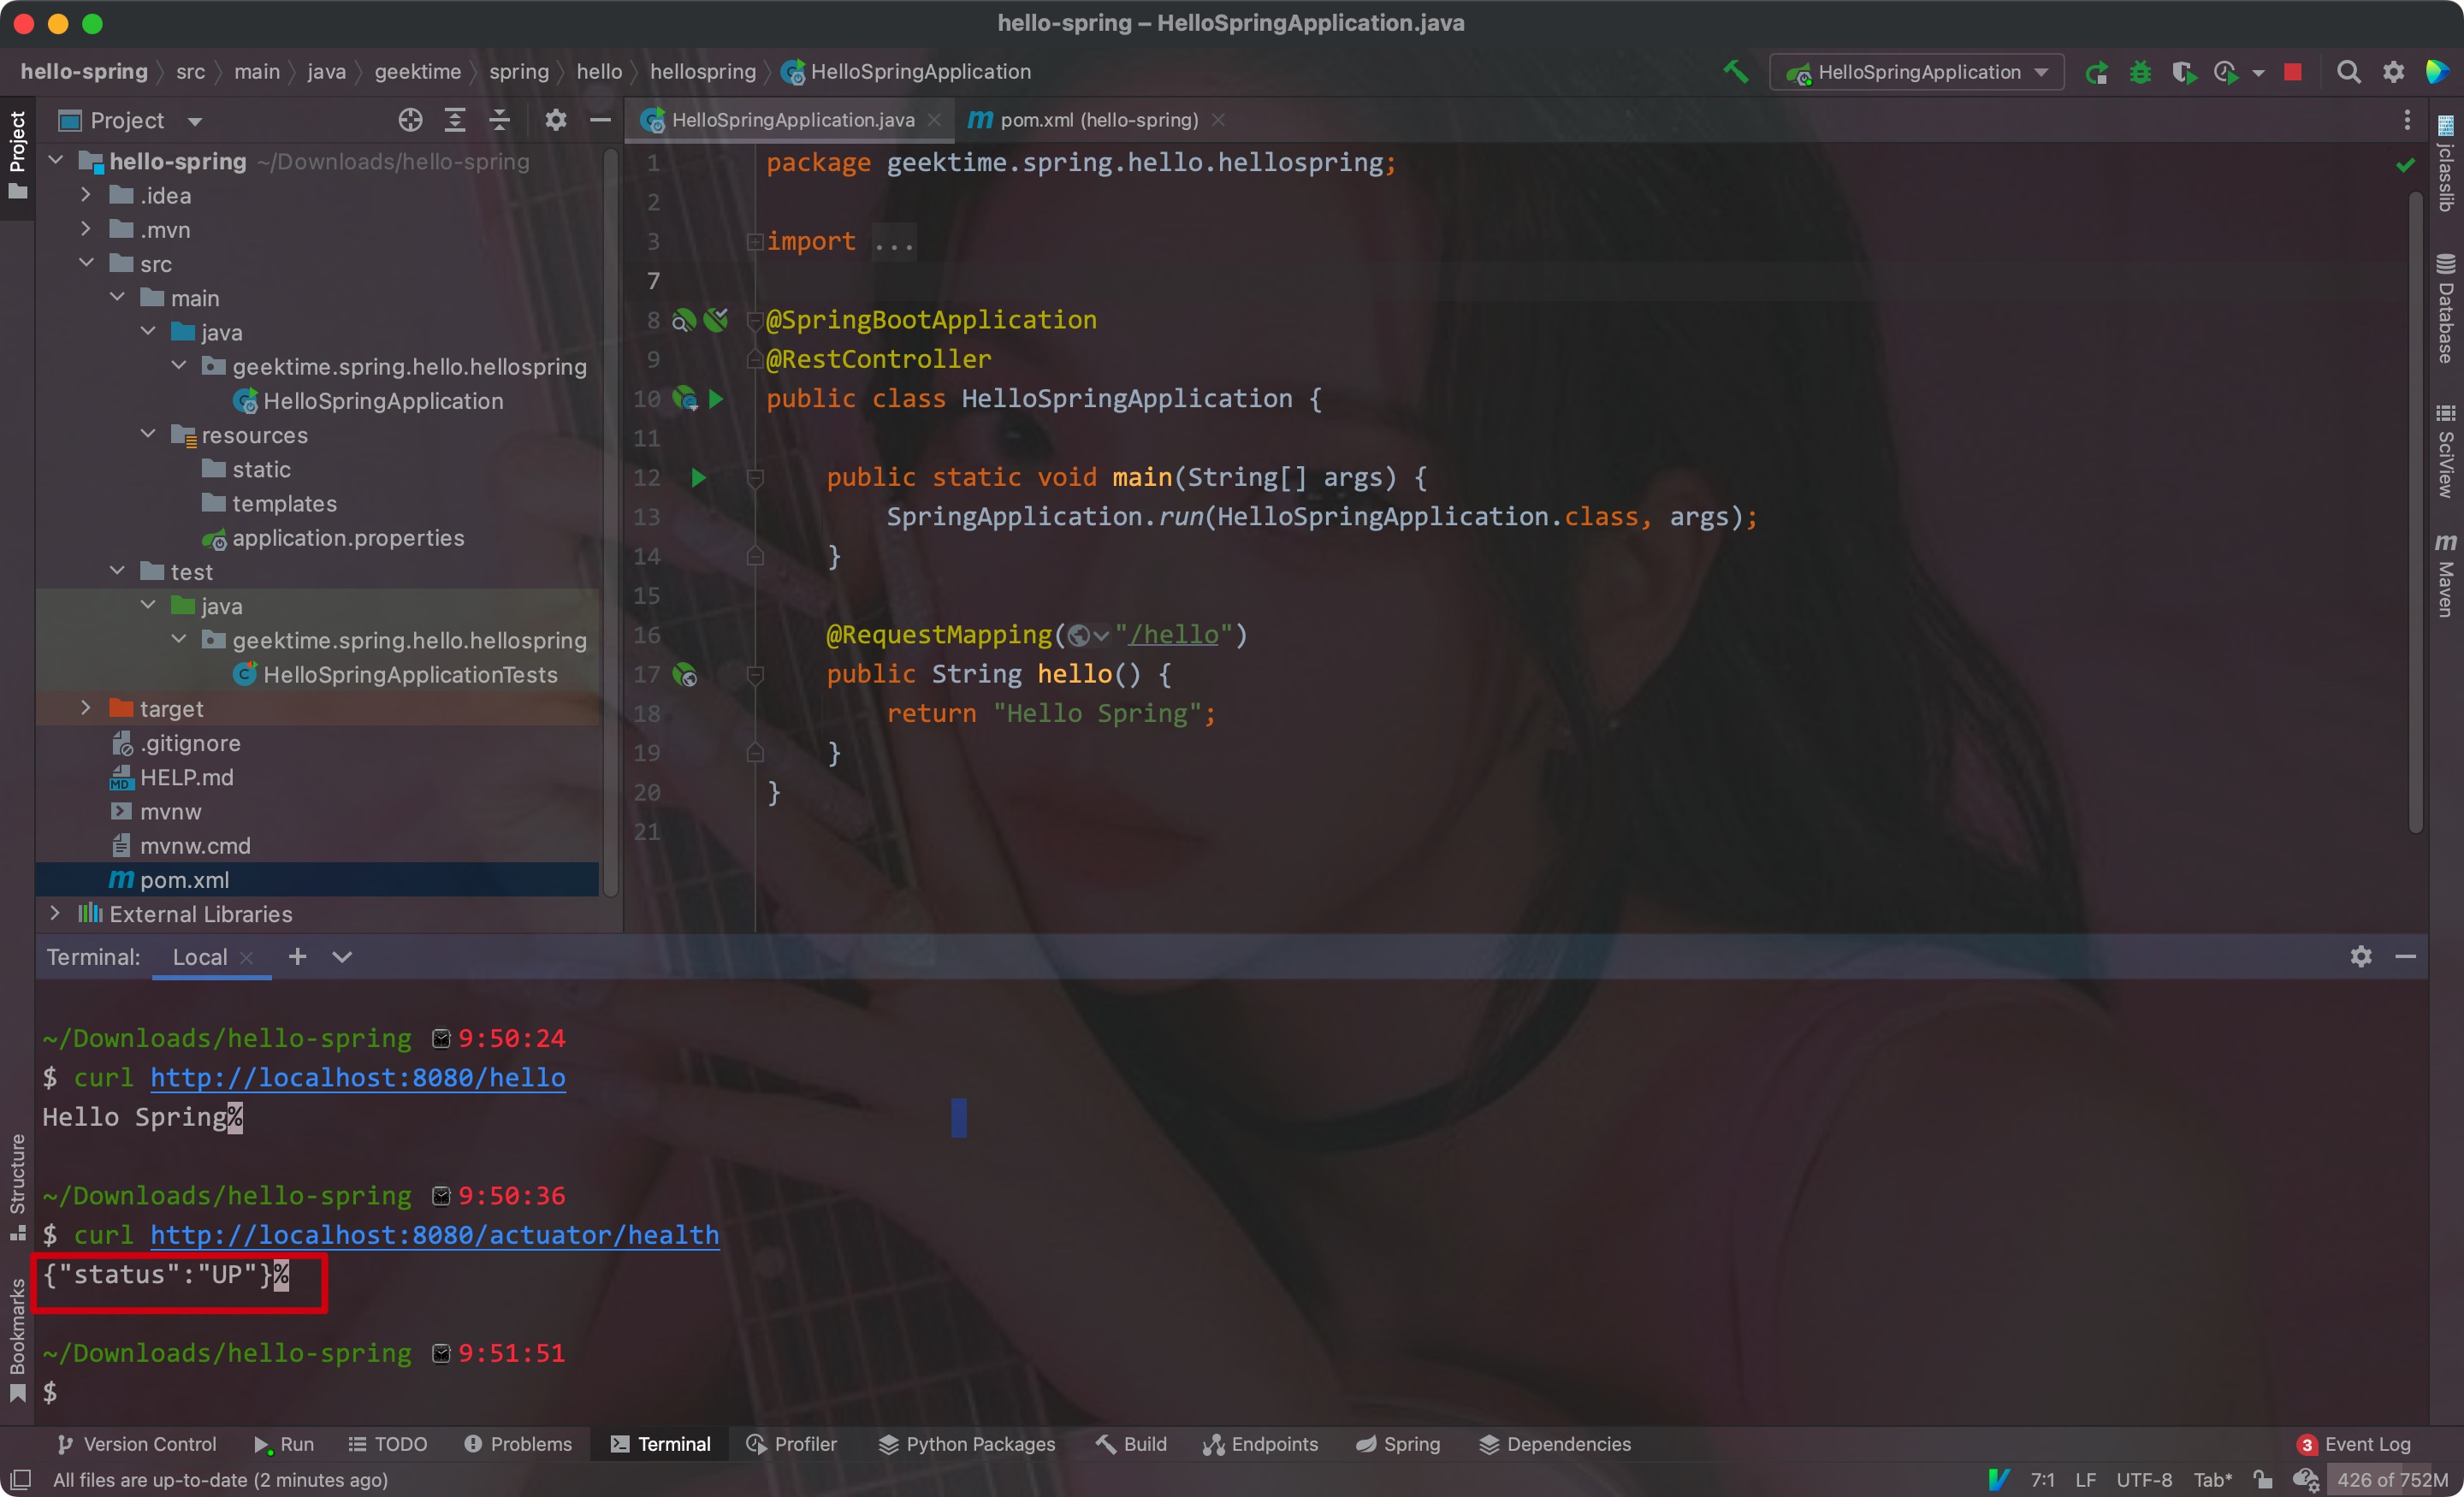 hello-spring – HelloSpringApplication.java
hello-spring src main java geektime spring hello hellospring HelloSpringApplication
HelloSpringApplication
Project
Project
HelloSpringApplication.java
pom.xml (hello-spring)
hello-spring ~/Downloads/hello-spring
.idea
.mvn
src
main
java
geektime.spring.hello.hellospring
HelloSpringApplication
resources
static
templates
application.properties
test
java
geektime.spring.hello.hellospring
HelloSpringApplicationTests
target
.gitignore
HELP.md
mvnw
mvnw.cmd
pom.xml
External Libraries
1 package geektime.spring.hello.hellospring;
2
3 import ...
7
8 @SpringBootApplication
9 @RestController
10 public class HelloSpringApplication {
11
12 public static void main(String[] args) {
13 SpringApplication.run(HelloSpringApplication.class, args);
14 }
15
16 @RequestMapping("/hello")
17 public String hello() {
18 return "Hello Spring";
19 }
20 }
21
jclasslib
Database
SciView
Maven
Terminal: Local
~/Downloads/hello-spring 9:50:24
$ curl http://localhost:8080/hello
Hello Spring%
~/Downloads/hello-spring 9:50:36
$ curl http://localhost:8080/actuator/health
{"status":"UP"}%
~/Downloads/hello-spring 9:51:51
$
Structure
Bookmarks
Version Control Run TODO Problems Terminal Profiler Python Packages Build Endpoints Spring Dependencies 3 Event Log
All files are up-to-date (2 minutes ago) 7:1 LF UTF-8 Tab* 426 of 752M